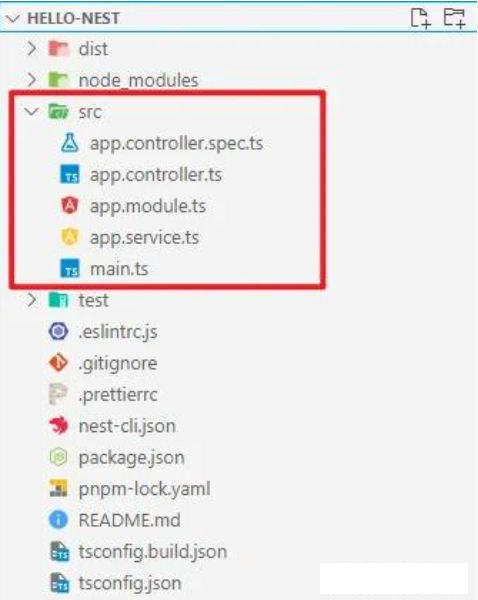 HELLO-NEST
dist
node_modules
src
app.controller.spec.ts
TS app.controller.ts
app.module.ts
app.service.ts
TS main.ts
test
.eslintrc.js
.gitignore
.prettierrc
nest-cli.json
package.json
pnpm-lock.yaml
README.md
TS tsconfig.build.json
TS tsconfig.json